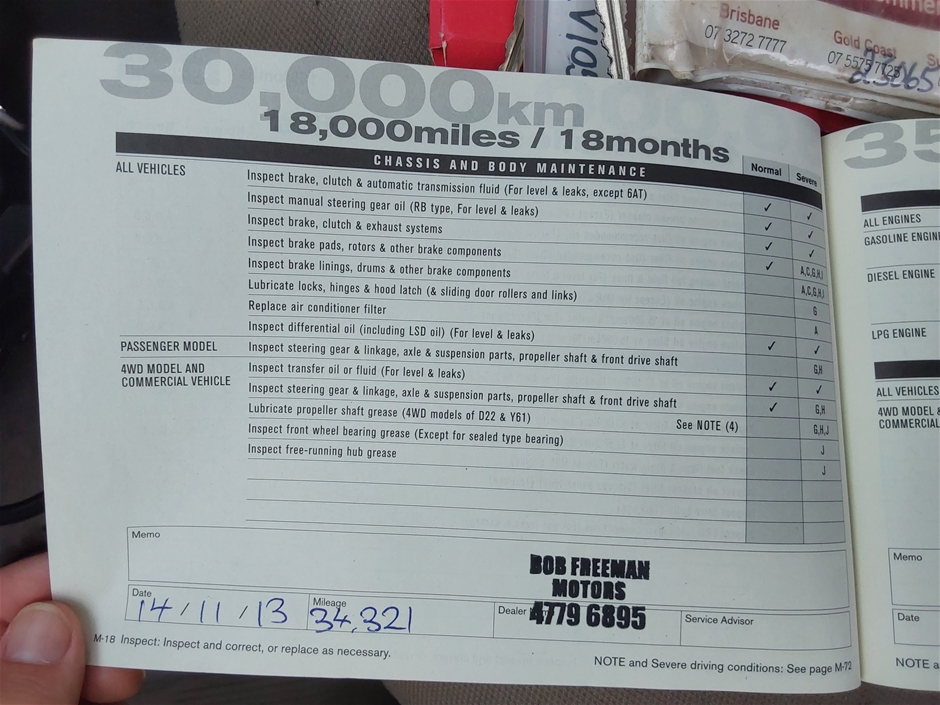 Brisbane
07 3272 7777
Gold Coast
07 5575 7725
30,000km
18,000miles / 18months
CHASSIS AND BODY MAINTENANCE Normal Severe
ALL VEHICLES
Inspect brake, clutch & automatic transmission fluid (For level & leaks, except 6AT) ✓ ✓
Inspect manual steering gear oil (RB type, For level & leaks) ✓ ✓
Inspect brake, clutch & exhaust systems ✓ ✓
Inspect brake pads, rotors & other brake components ✓ A,C,G,H,I
Inspect brake linings, drums & other brake components A,C,G,H,I
Lubricate locks, hinges & hood latch (& sliding door rollers and links) G
Replace air conditioner filter A
Inspect differential oil (including LSD oil) (For level & leaks) ✓ ✓
PASSENGER MODEL Inspect steering gear & linkage, axle & suspension parts, propeller shaft & front drive shaft G,H
4WD MODEL AND Inspect transfer oil or fluid (For level & leaks) ✓ ✓
COMMERCIAL VEHICLE Inspect steering gear & linkage, axle & suspension parts, propeller shaft & front drive shaft ✓ G,H
Lubricate propeller shaft grease (4WD models of D22 & Y61) See NOTE (4) G,H,J
Inspect front wheel bearing grease (Except for sealed type bearing) J
Inspect free-running hub grease J
Memo
BOB FREEMAN
MOTORS
4779 6895
Date 14/11/13
Mileage 34,321
Dealer
Service Advisor
M-18 Inspect: Inspect and correct, or replace as necessary.
NOTE and Severe driving conditions: See page M-72
35
ALL ENGINES
GASOLINE ENGIN
DIESEL ENGINE
LPG ENGINE
ALL VEHICLES
4WD MODEL
COMMERCIAL
Memo
Date
NOTE a